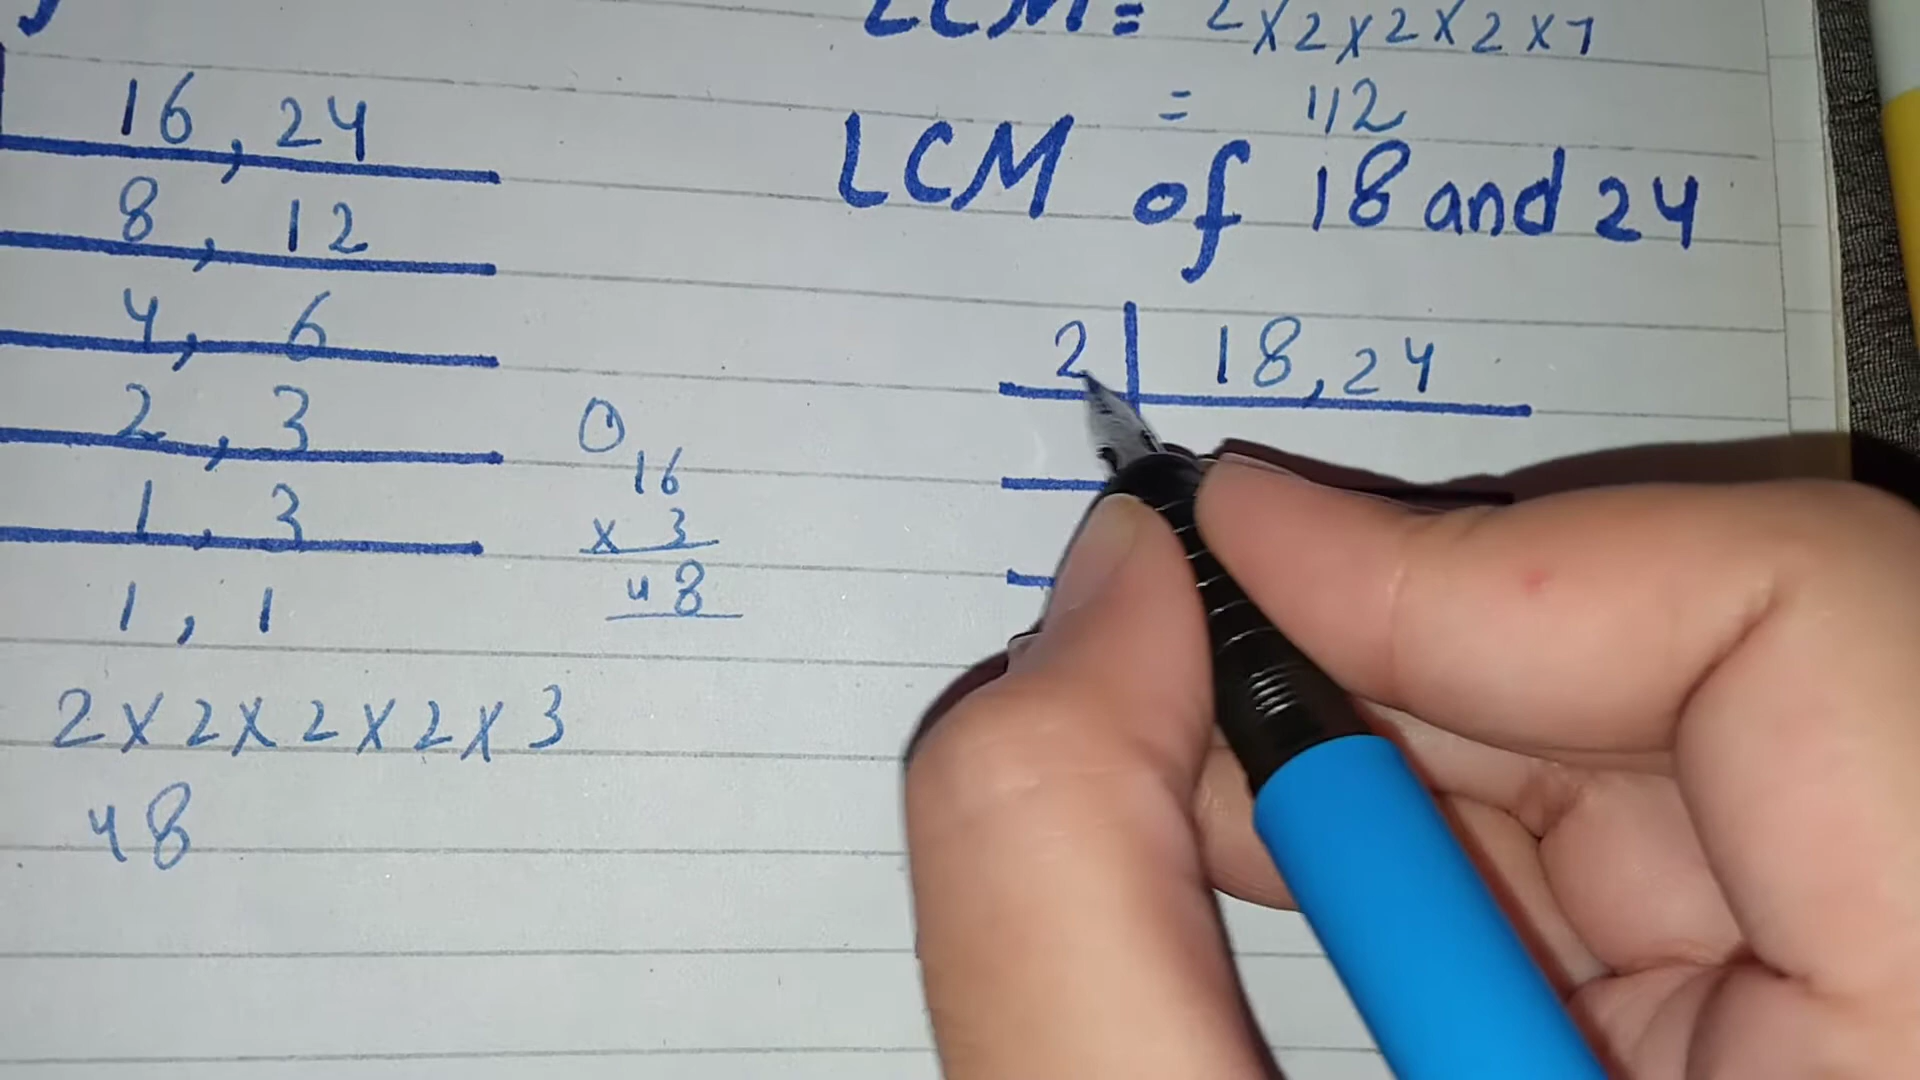 16, 24
8, 12
4, 6
2, 3
1, 3
1, 1
2x2x2x2x3
48
0
16
x 3
48
LCM = 2x2x2x2x7
= 112
LCM of 18 and 24
2 | 18, 24